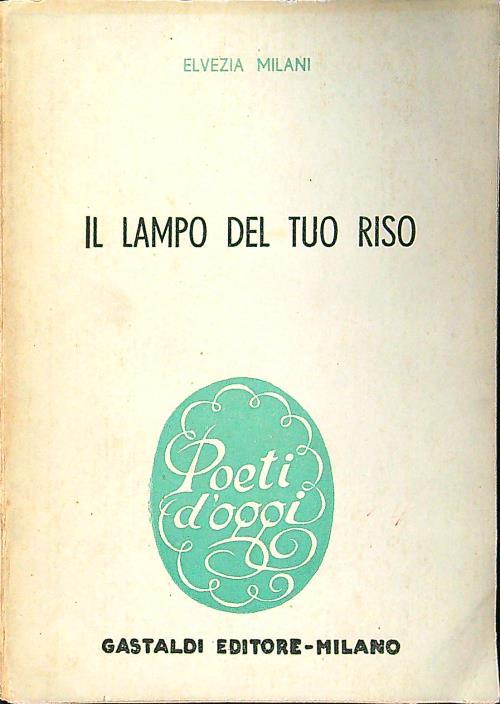 ELVEZIA MILANI
IL LAMPO DEL TUO RISO
Poeti
d'oggi
GASTALDI EDITORE-MILANO